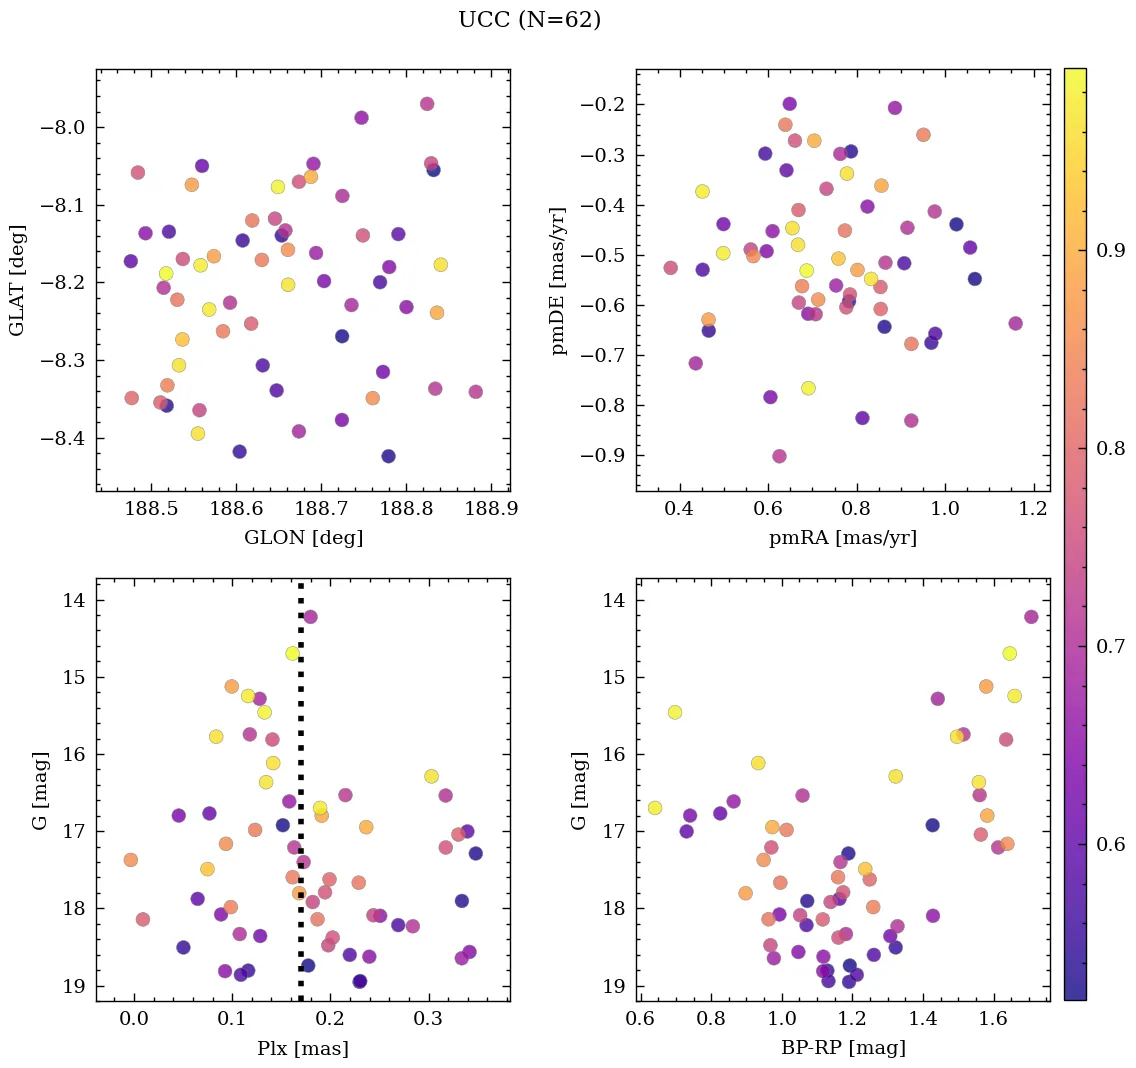 UCC (N=62)
−8.0
−8.1
−8.2
−8.3
−8.4
GLAT [deg]
188.5 188.6 188.7 188.8 188.9
GLON [deg]
−0.2
−0.3
−0.4
−0.5
−0.6
−0.7
−0.8
−0.9
pmDE [mas/yr]
0.4 0.6 0.8 1.0 1.2
pmRA [mas/yr]
14
15
16
17
18
19
G [mag]
0.0 0.1 0.2 0.3
Plx [mas]
14
15
16
17
18
19
G [mag]
0.6 0.8 1.0 1.2 1.4 1.6
BP-RP [mag]
0.9
0.8
0.7
0.6